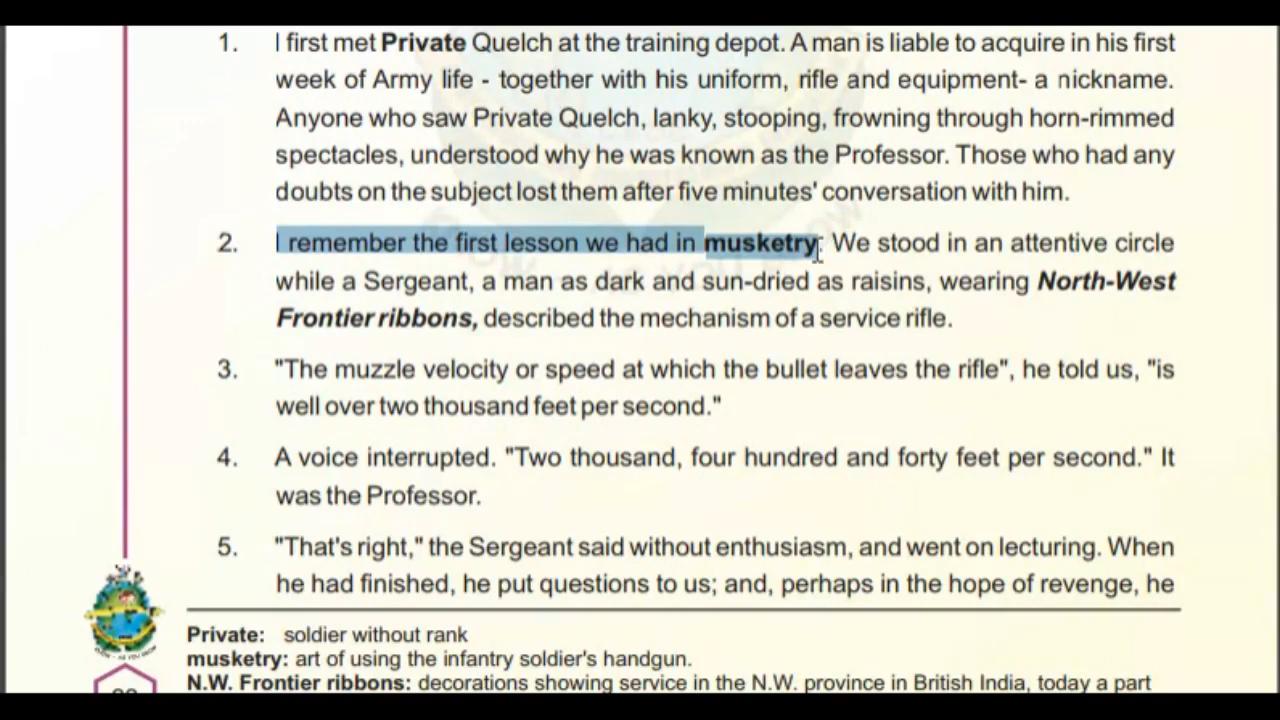 1. I first met Private Quelch at the training depot. A man is liable to acquire in his first
week of Army life - together with his uniform, rifle and equipment- a nickname.
Anyone who saw Private Quelch, lanky, stooping, frowning through horn-rimmed
spectacles, understood why he was known as the Professor. Those who had any
doubts on the subject lost them after five minutes' conversation with him.
2. I remember the first lesson we had in musketry. We stood in an attentive circle
while a Sergeant, a man as dark and sun-dried as raisins, wearing North-West
Frontier ribbons, described the mechanism of a service rifle.
3. "The muzzle velocity or speed at which the bullet leaves the rifle", he told us, "is
well over two thousand feet per second."
4. A voice interrupted. "Two thousand, four hundred and forty feet per second." It
was the Professor.
5. "That's right," the Sergeant said without enthusiasm, and went on lecturing. When
he had finished, he put questions to us; and, perhaps in the hope of revenge, he
Private: soldier without rank
musketry: art of using the infantry soldier's handgun.
N.W. Frontier ribbons: decorations showing service in the N.W. province in British India, today a part